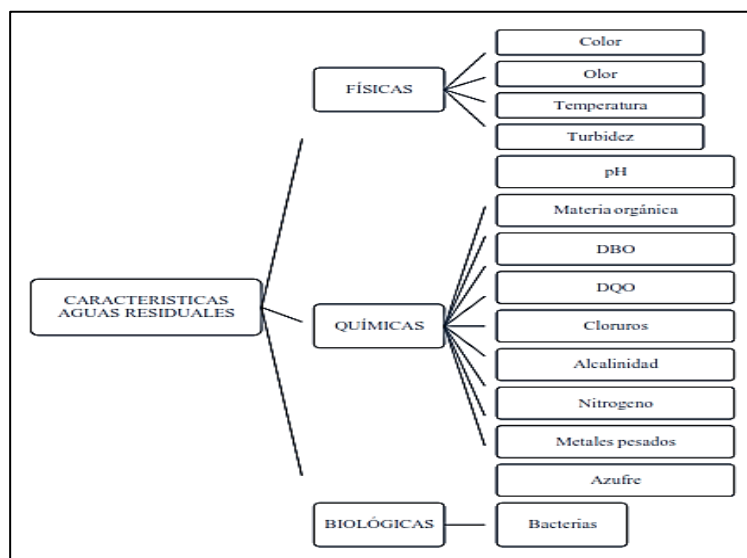 CARACTERISTICAS
AGUAS RESIDUALES
FÍSICAS
Color
Olor
Temperatura
Turbidez
QUÍMICAS
pH
Materia orgánica
DBO
DQO
Cloruros
Alcalinidad
Nitrogeno
Metales pesados
Azufre
BIOLÓGICAS
Bacterias